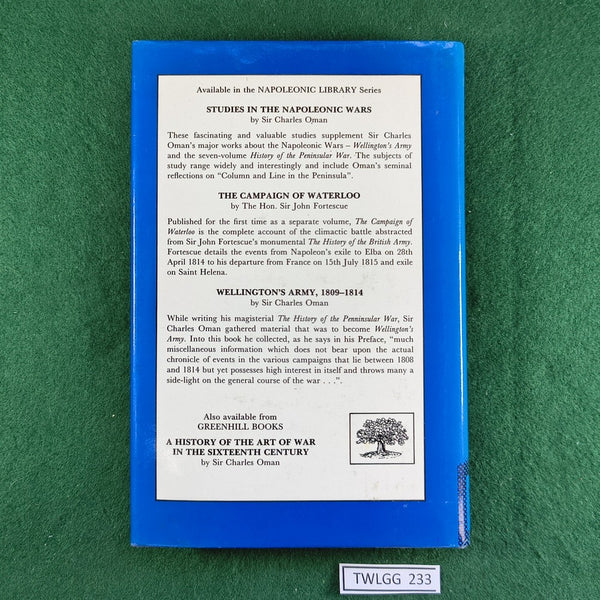 Available in the NAPOLEONIC LIBRARY Series
STUDIES IN THE NAPOLEONIC WARS
by Sir Charles Oman
These fascinating and valuable studies supplement Sir Charles
Oman's major works about the Napoleonic Wars – Wellington's Army
and the seven-volume History of the Peninsular War. The subjects of
study range widely and interestingly and include Oman's seminal
reflections on "Column and Line in the Peninsula".
THE CAMPAIGN OF WATERLOO
by The Hon. Sir John Fortescue
Published for the first time as a separate volume, The Campaign of
Waterloo is the complete account of the climactic battle abstracted
from Sir John Fortescue's monumental The History of the British Army.
Fortescue details the events from Napoleon's exile to Elba on 28th
April 1814 to his departure from France on 15th July 1815 and exile
on Saint Helena.
WELLINGTON'S ARMY, 1809–1814
by Sir Charles Oman
While writing his magisterial The History of the Penninsular War, Sir
Charles Oman gathered material that was to become Wellington's
Army. Into this book he collected, as he says in his Preface, "much
miscellaneous information which does not bear upon the actual
chronicle of events in the various campaigns that lie between 1808
and 1814 but yet possesses high interest in itself and throws many
a side-light on the general course of the war . . .".
Also available from
GREENHILL BOOKS
A HISTORY OF THE ART OF WAR
IN THE SIXTEENTH CENTURY
by Sir Charles Oman
TWLGG 233